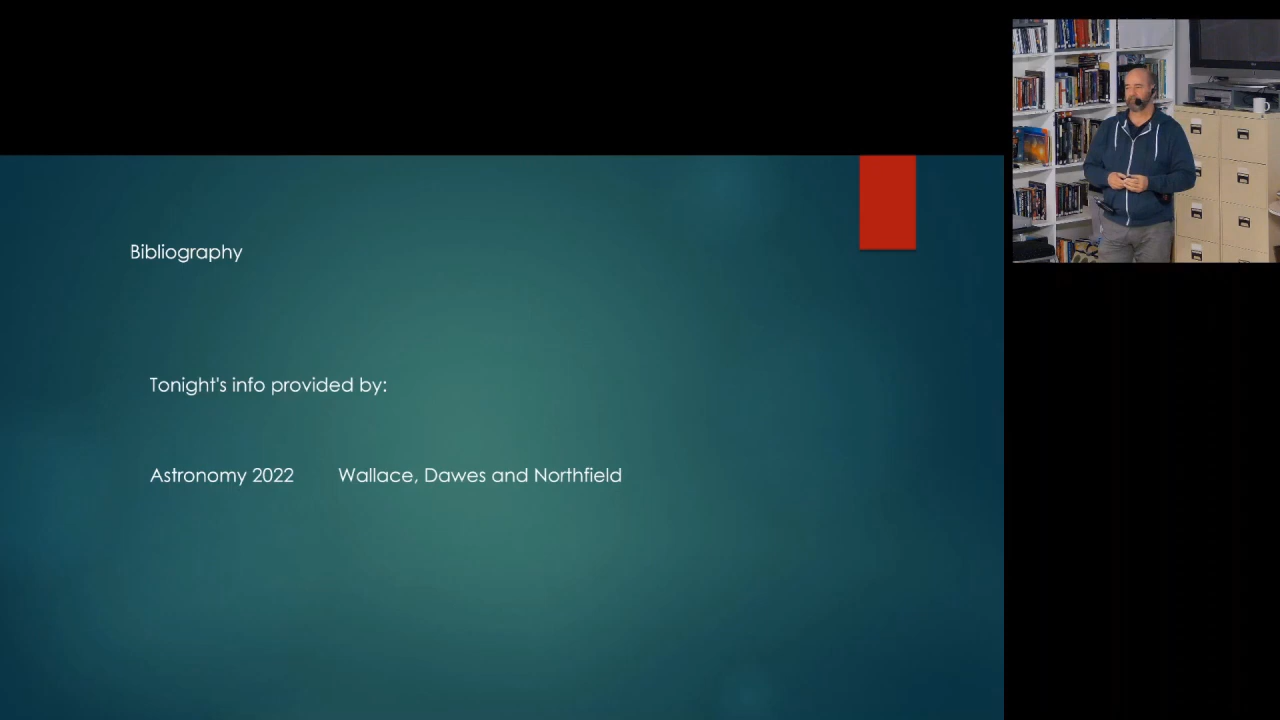 Bibliography
Tonight's info provided by:
Astronomy 2022 Wallace, Dawes and Northfield